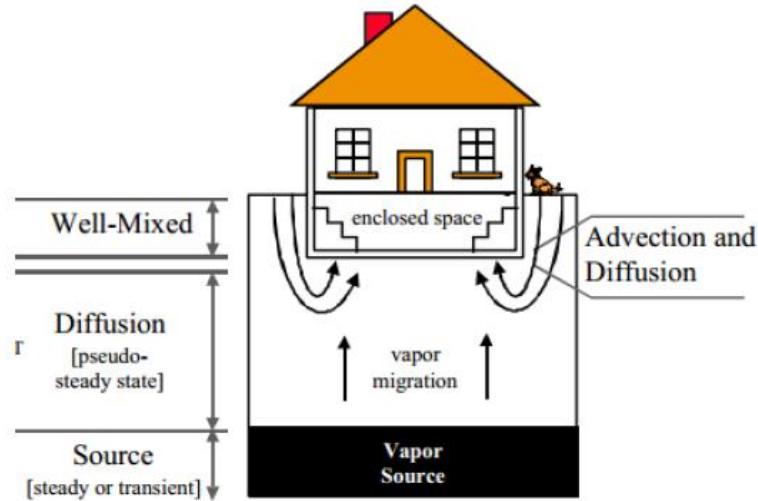 enclosed space
Well-Mixed
Advection and
Diffusion
Diffusion
[pseudo-
steady state]
r
vapor
migration
Source
[steady or transient]
Vapor
Source